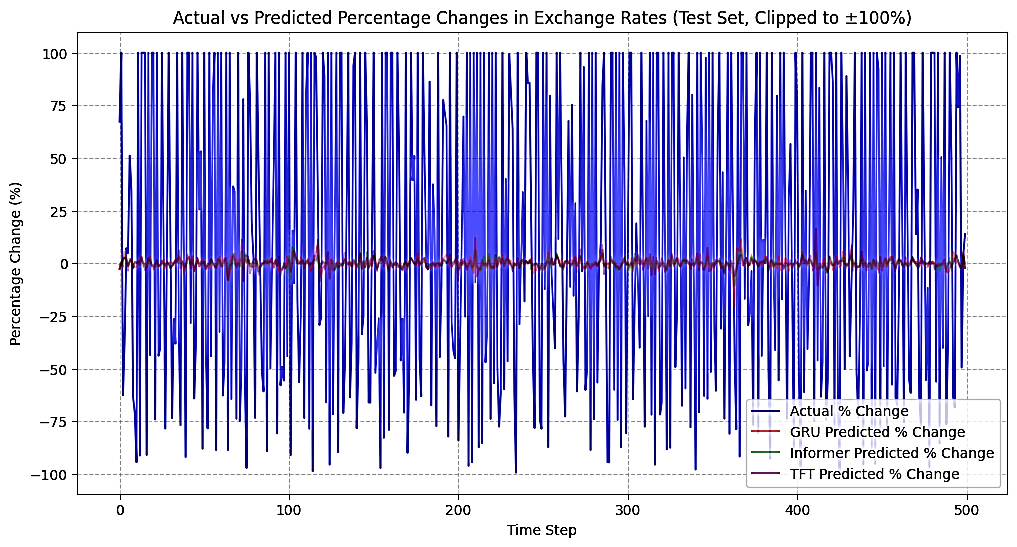 Actual vs Predicted Percentage Changes in Exchange Rates (Test Set, Clipped to ±100%)
Percentage Change (%)
100
75
50
25
0
−25
−50
−75
−100
Actual % Change
GRU Predicted % Change
Informer Predicted % Change
TFT Predicted % Change
0 100 200 300 400 500
Time Step